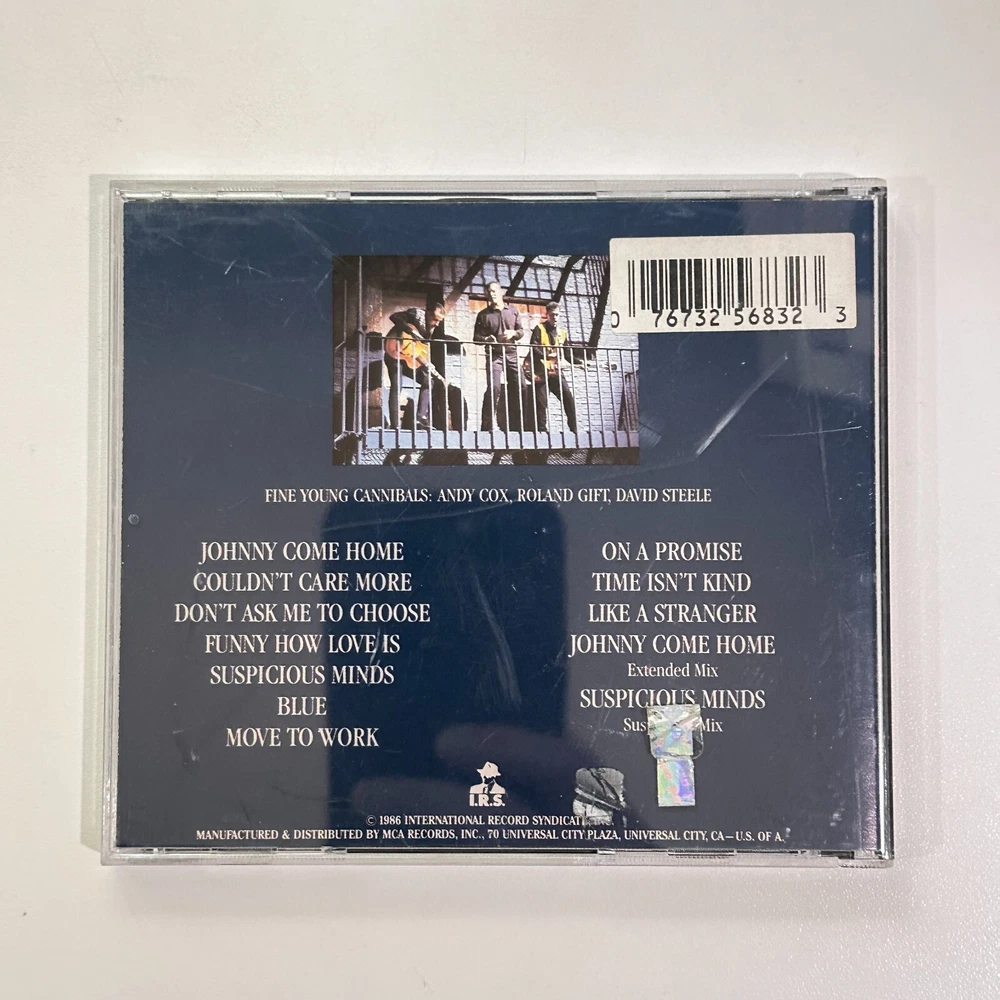 0 76732 56832 3
FINE YOUNG CANNIBALS: ANDY COX, ROLAND GIFT, DAVID STEELE
JOHNNY COME HOME
COULDN'T CARE MORE
DON'T ASK ME TO CHOOSE
FUNNY HOW LOVE IS
SUSPICIOUS MINDS
BLUE
MOVE TO WORK
ON A PROMISE
TIME ISN'T KIND
LIKE A STRANGER
JOHNNY COME HOME
Extended Mix
SUSPICIOUS MINDS
Mix
I.R.S.
© 1986 INTERNATIONAL RECORD SYNDICATE, INC.
MANUFACTURED & DISTRIBUTED BY MCA RECORDS, INC., 70 UNIVERSAL CITY PLAZA, UNIVERSAL CITY, CA—U.S. OF A.